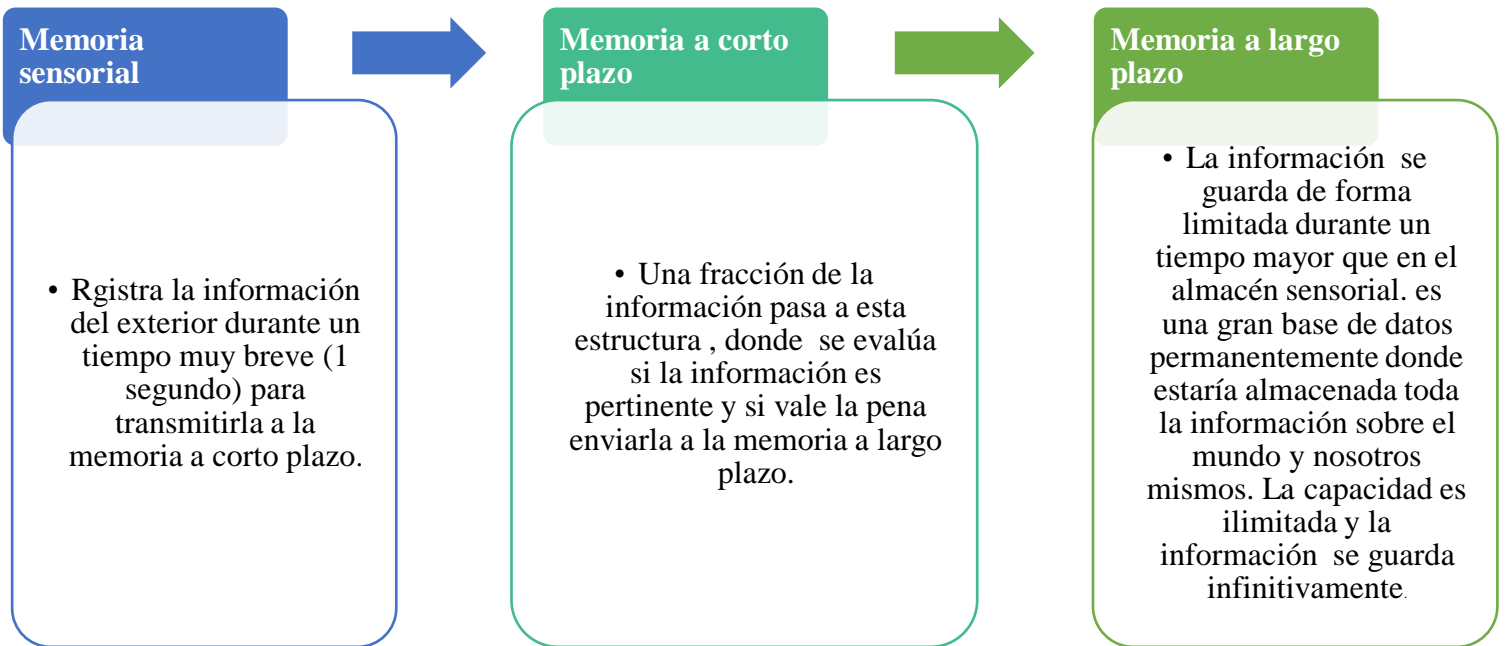 Memoria
sensorial
• Rgistra la información
del exterior durante un
tiempo muy breve (1
segundo) para
transmitirla a la
memoria a corto plazo.
Memoria a corto
plazo
• Una fracción de la
información pasa a esta
estructura , donde se evalúa
si la información es
pertinente y si vale la pena
enviarla a la memoria a largo
plazo.
Memoria a largo
plazo
• La información se
guarda de forma
limitada durante un
tiempo mayor que en el
almacén sensorial. es
una gran base de datos
permanentemente donde
estaría almacenada toda
la información sobre el
mundo y nosotros
mismos. La capacidad es
ilimitada y la
información se guarda
infinitivamente.